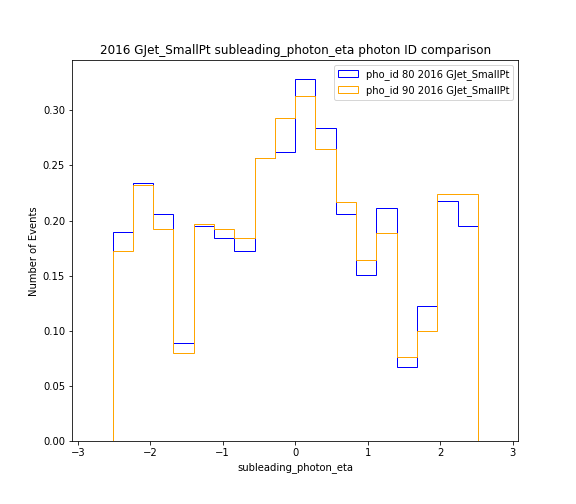 2016 GJet_SmallPt subleading_photon_eta photon ID comparison
pho_id 80 2016 GJet_SmallPt
pho_id 90 2016 GJet_SmallPt
Number of Events
0.30
0.25
0.20
0.15
0.10
0.05
0.00
−3 −2 −1 0 1 2 3
subleading_photon_eta